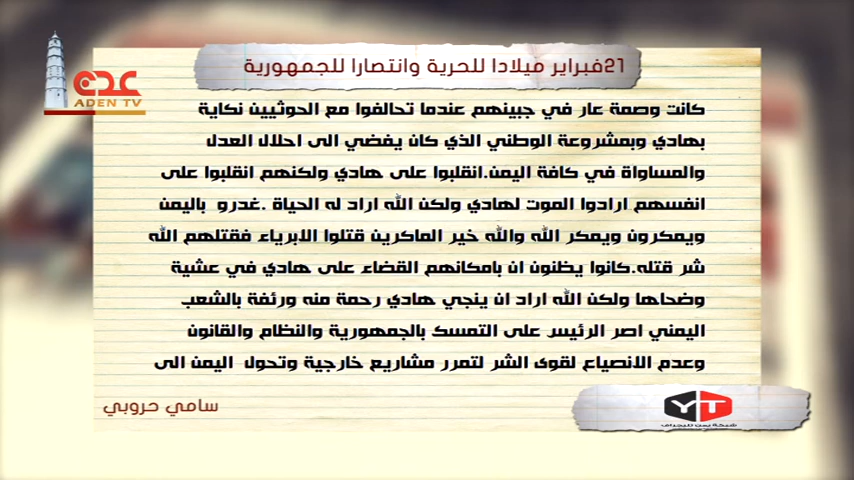 عدن
ADEN TV
21فبراير ميلادا للحرية وانتصارا للجمهورية
كانت وصمة عار في جبينهم عندما تحالفوا مع الحوثيين نكاية
بهادي وبمشروعة الوطني الذي كان يفضي الى احلال العدل
والمساواة في كافة اليمن.انقلبوا على هادي ولكنهم انقلبوا على
انفسهم ارادوا الموت لهادي ولكن الله اراد له الحياة .غدرو باليمن
ويمكرون ويمكر الله والله خير الماكرين قتلوا الابرياء فقتلهم الله
شر قتله.كانوا يظنون ان بامكانهم القضاء على هادي في عشية
وضحاها ولكن الله اراد ان ينجي هادي رحمة منه ورئفة بالشعب
اليمني اصر الرئيس على التمسك بالجمهورية والنظام والقانون
وعدم الانصياع لقوى الشر لتمرر مشاريع خارجية وتحول اليمن الى
سامي حروبي
YT
شبكة يمن تليجراف